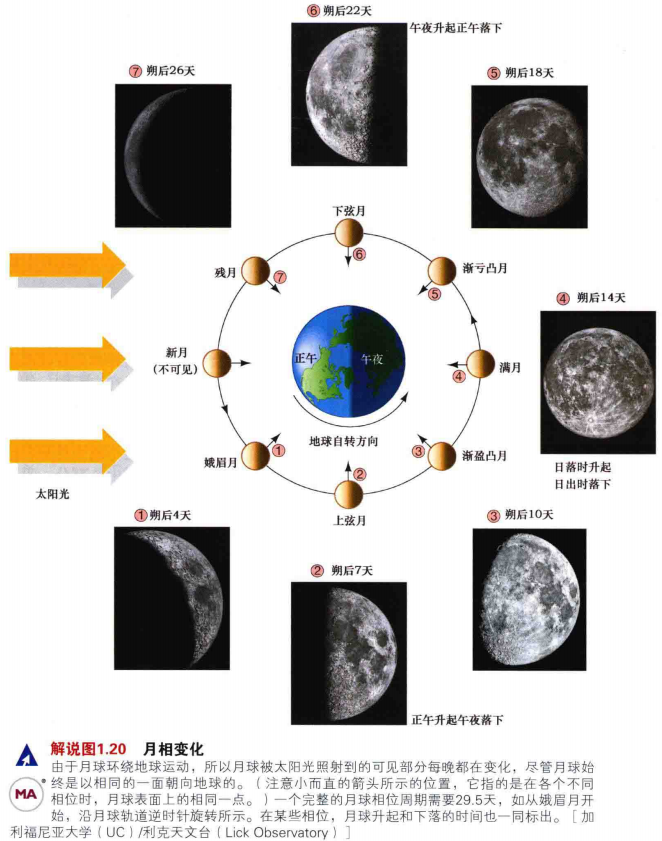 ⑥ 朔后22天
午夜升起正午落下
⑦ 朔后26天
⑤ 朔后18天
下弦月
⑥
残月
⑦
渐亏凸月
⑤
④ 朔后14天
新月
(不可见)
正午
午夜
④
满月
地球自转方向
娥眉月
①
②
③
渐盈凸月
日落时升起
日出时落下
太阳光
上弦月
① 朔后4天
③ 朔后10天
② 朔后7天
正午升起午夜落下
解说图1.20 月相变化
由于月球环绕地球运动，所以月球被太阳光照射到的可见部分每晚都在变化，尽管月球始
终是以相同的一面朝向地球的。（注意小而直的箭头所示的位置，它指的是在各个不同
MA
相位时，月球表面上的相同一点。）一个完整的月球相位周期需要29.5天，如从娥眉月开
始，沿月球轨道逆时针旋转所示。在某些相位，月球升起和下落的时间也一同标出。［加
利福尼亚大学（UC）/利克天文台（Lick Observatory）］